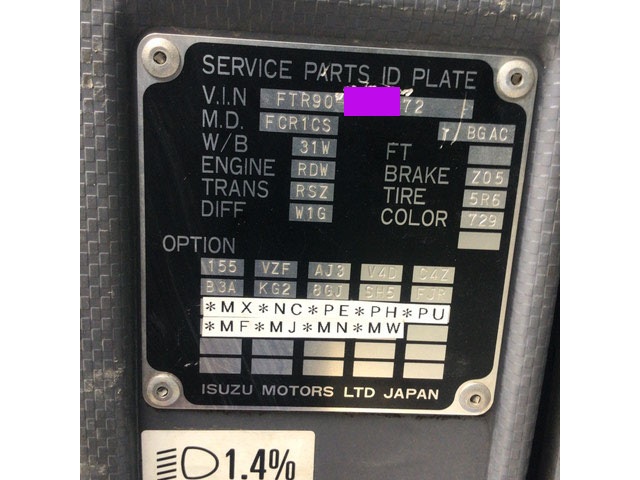 SERVICE PARTS ID PLATE
V.I.N FTR90 72
M.D. FCR1CS / BGAC
W/B 31W FT
ENGINE RDW BRAKE Z05
TRANS RSZ TIRE 5R6
DIFF W1G COLOR 729
OPTION
155 VZF AJ3 V4D C4Z
B3A KG2 8GJ SH5 FJR
*MX*NC*PE*PH*PU
*MF*MJ*MN*MW
ISUZU MOTORS LTD JAPAN
1.4%